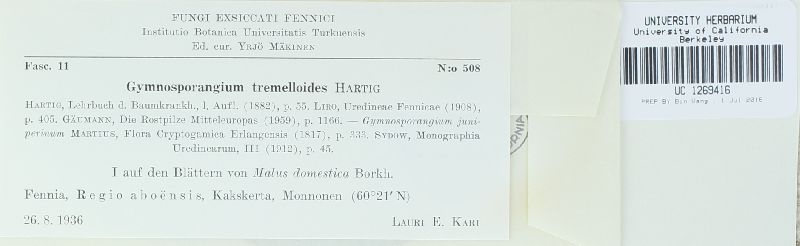 FUNGI EXSICCATI FENNICI
Instituto Botanica Universitatis Turkuensis
Ed. cur. YRJÖ MÄKINEN
Fasc. 11 N:o 508
Gymnosporangium tremelloides HARTIG
HARTIG, Lehrbuch d. Baumkrankh., 1. Aufl. (1882), p. 55. LIRO, Uredineae Fennicae (1908),
p. 405. GÄUMANN, Die Rostpilze Mitteleuropas (1959), p. 1166. — Gymnosporangium juni-
perinum MARTIUS, Flora Cryptogamica Erlangensis (1817), p. 333. SYDOW, Monographia
Uredinearum, III (1912), p. 45.
I auf den Blättern von Malus domestica Borkh.
Fennia, Regio aboënsis, Kakskerta, Monnonen (60°21′ N)
26. 8. 1936 LAURI E. KARI
UNIVERSITY HERBARIUM
University of California
Berkeley
UC 1269416
PREP BY Bin Wang : 1 Jul 2016
ORNIA